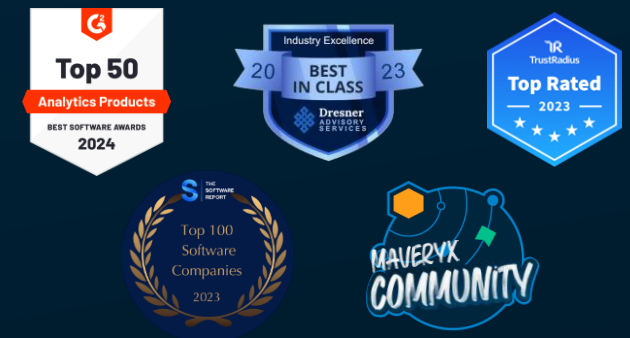 G2
Top 50
Analytics Products
BEST SOFTWARE AWARDS
2024
Industry Excellence
20 BEST 23
IN CLASS
Dresner
ADVISORY
SERVICES
TR
TrustRadius
Top Rated
2023
S THE
SOFTWARE
REPORT
Top 100
Software
Companies
2023
MAVERYX
COMMUNITY